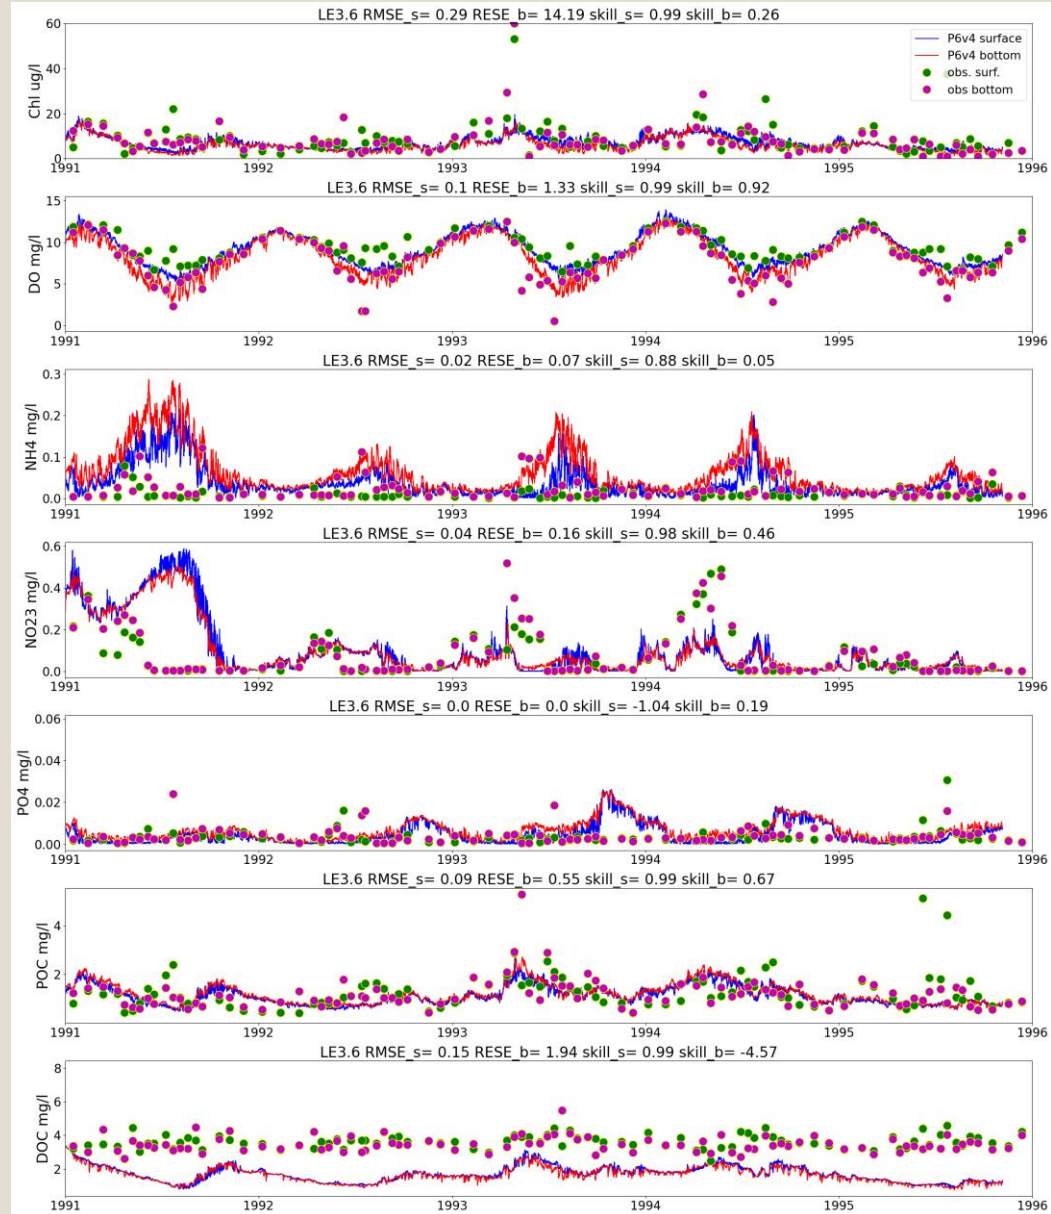 LE3.6 RMSE_s= 0.29 RESE_b= 14.19 skill_s= 0.99 skill_b= 0.26
60
40
20
0
Chl ug/l
P6v4 surface
P6v4 bottom
obs. surf.
obs bottom
1991 1992 1993 1994 1995 1996
LE3.6 RMSE_s= 0.1 RESE_b= 1.33 skill_s= 0.99 skill_b= 0.92
15
10
5
0
DO mg/l
1991 1992 1993 1994 1995 1996
LE3.6 RMSE_s= 0.02 RESE_b= 0.07 skill_s= 0.88 skill_b= 0.05
0.3
0.2
0.1
0.0
NH4 mg/l
1991 1992 1993 1994 1995 1996
LE3.6 RMSE_s= 0.04 RESE_b= 0.16 skill_s= 0.98 skill_b= 0.46
0.6
0.4
0.2
0.0
NO23 mg/l
1991 1992 1993 1994 1995 1996
LE3.6 RMSE_s= 0.0 RESE_b= 0.0 skill_s= -1.04 skill_b= 0.19
0.06
0.04
0.02
0.00
PO4 mg/l
1991 1992 1993 1994 1995 1996
LE3.6 RMSE_s= 0.09 RESE_b= 0.55 skill_s= 0.99 skill_b= 0.67
4
2
POC mg/l
1991 1992 1993 1994 1995 1996
LE3.6 RMSE_s= 0.15 RESE_b= 1.94 skill_s= 0.99 skill_b= -4.57
8
6
4
2
DOC mg/l
1991 1992 1993 1994 1995 1996